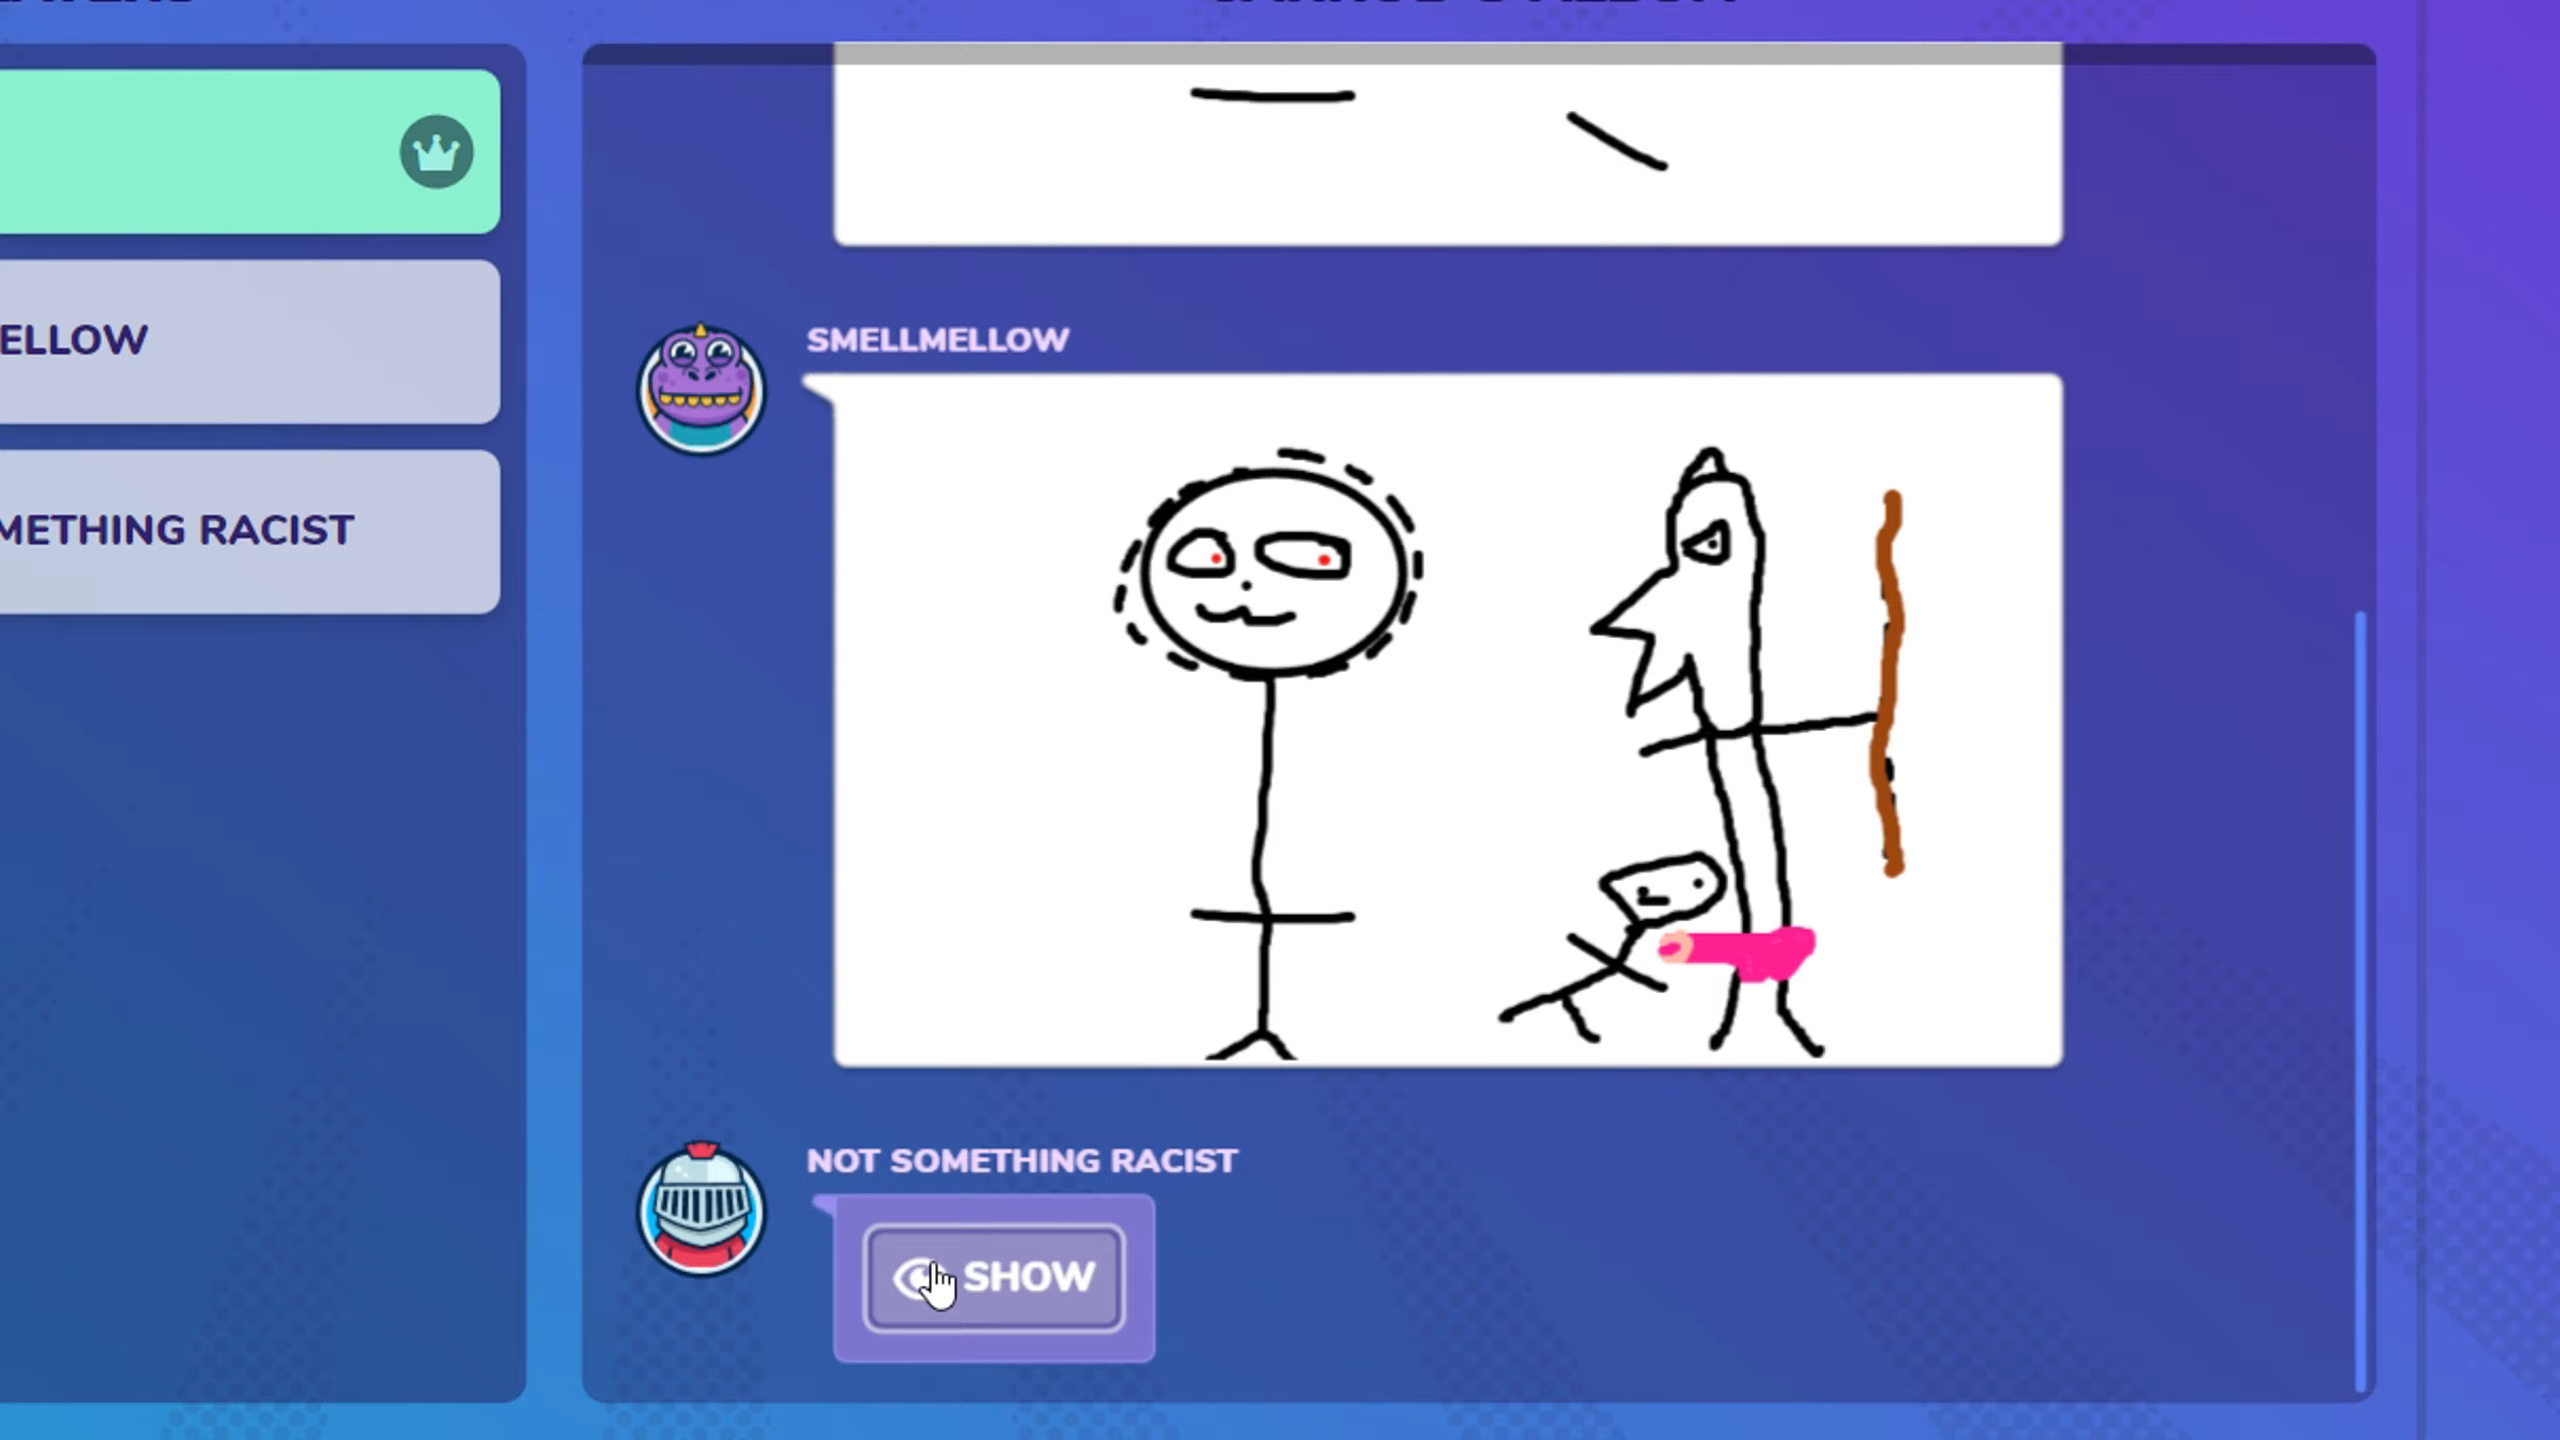 ELLOW
METHING RACIST
SMELLMELLOW
NOT SOMETHING RACIST
SHOW